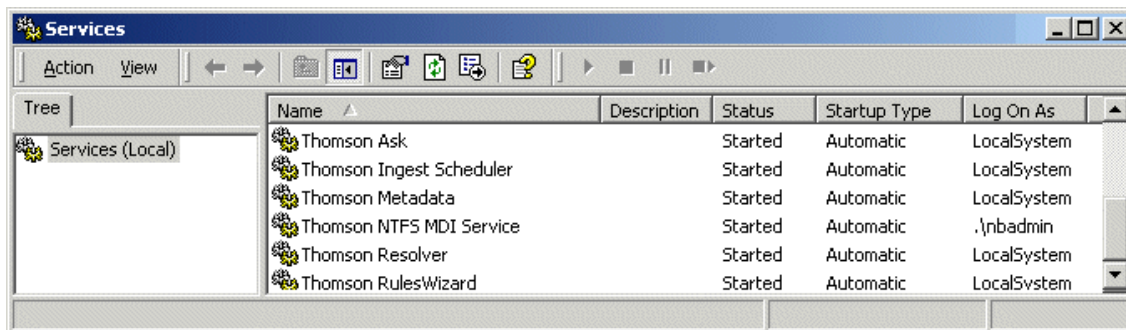 Services
Action View
Tree
Name Description Status Startup Type Log On As
Services (Local)
Thomson Ask Started Automatic LocalSystem
Thomson Ingest Scheduler Started Automatic LocalSystem
Thomson Metadata Started Automatic LocalSystem
Thomson NTFS MDI Service Started Automatic .\nbadmin
Thomson Resolver Started Automatic LocalSystem
Thomson RulesWizard Started Automatic LocalSystem